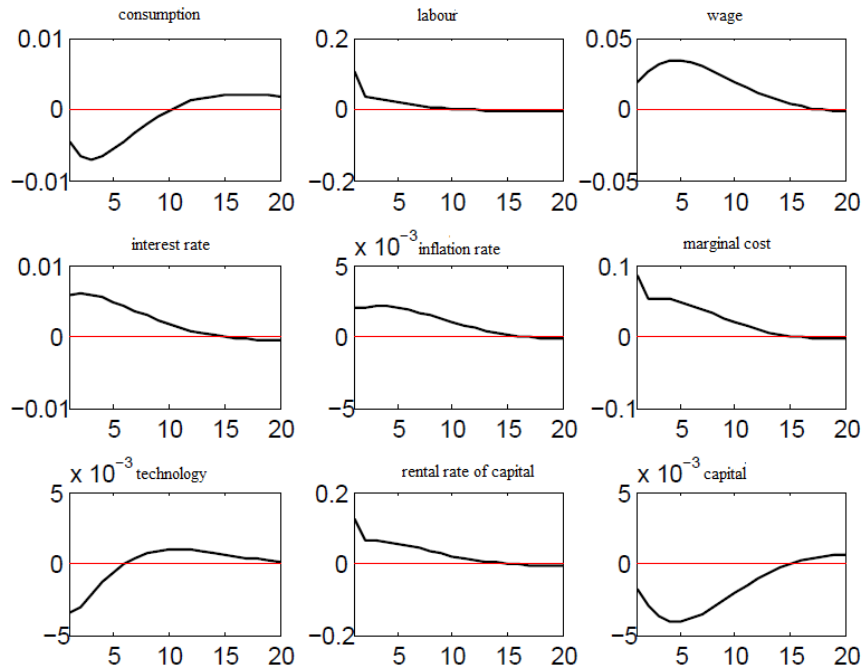 consumption
0.01
0
−0.01
5 10 15 20
labour
0.2
0
−0.2
5 10 15 20
wage
0.05
0
−0.05
5 10 15 20
interest rate
0.01
0
−0.01
5 10 15 20
x 10−3 inflation rate
5
0
−5
5 10 15 20
marginal cost
0.1
0
−0.1
5 10 15 20
x 10−3 technology
5
0
−5
5 10 15 20
rental rate of capital
0.2
0
−0.2
5 10 15 20
x 10−3 capital
5
0
−5
5 10 15 20